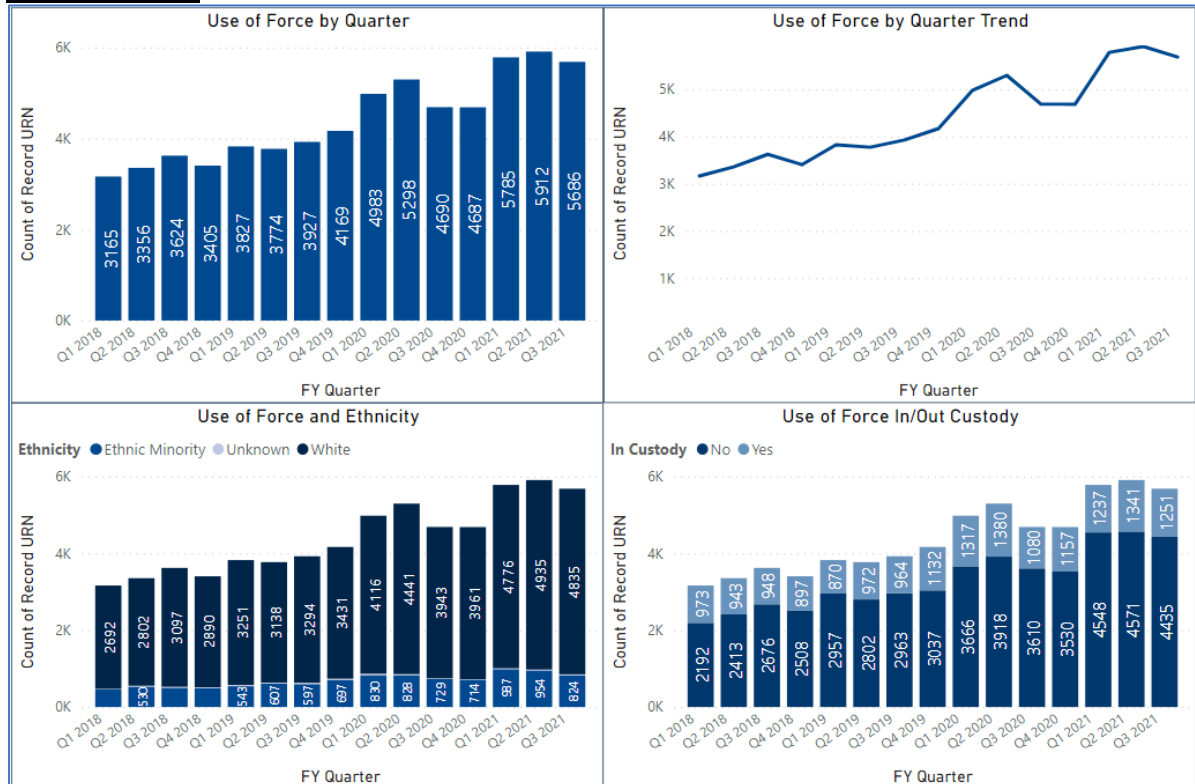 Use of Force by Quarter
Count of Record URN
6K
4K
2K
0K
3165
3356
3624
3405
3827
3774
3927
4169
4983
5298
4690
4687
5785
5912
5686
Q1 2018
Q2 2018
Q3 2018
Q4 2018
Q1 2019
Q2 2019
Q3 2019
Q4 2019
Q1 2020
Q2 2020
Q3 2020
Q4 2020
Q1 2021
Q2 2021
Q3 2021
FY Quarter
Use of Force by Quarter Trend
Count of Record URN
5K
4K
3K
2K
1K
Q1 2018
Q2 2018
Q3 2018
Q4 2018
Q1 2019
Q2 2019
Q3 2019
Q4 2019
Q1 2020
Q2 2020
Q3 2020
Q4 2020
Q1 2021
Q2 2021
Q3 2021
FY Quarter
Use of Force and Ethnicity
Ethnicity Ethnic Minority Unknown White
Count of Record URN
6K
4K
2K
0K
2692
2802
3097
2890
3251
3138
3294
3431
4116
4441
3943
3961
4776
4935
4835
530
543
607
597
697
830
828
729
714
987
954
824
Q1 2018
Q2 2018
Q3 2018
Q4 2018
Q1 2019
Q2 2019
Q3 2019
Q4 2019
Q1 2020
Q2 2020
Q3 2020
Q4 2020
Q1 2021
Q2 2021
Q3 2021
FY Quarter
Use of Force In/Out Custody
In Custody No Yes
Count of Record URN
6K
4K
2K
0K
973
943
948
897
870
972
964
1132
1317
1380
1080
1157
1237
1341
1251
2192
2413
2676
2508
2957
2802
2963
3037
3666
3918
3610
3530
4548
4571
4435
Q1 2018
Q2 2018
Q3 2018
Q4 2018
Q1 2019
Q2 2019
Q3 2019
Q4 2019
Q1 2020
Q2 2020
Q3 2020
Q4 2020
Q1 2021
Q2 2021
Q3 2021
FY Quarter